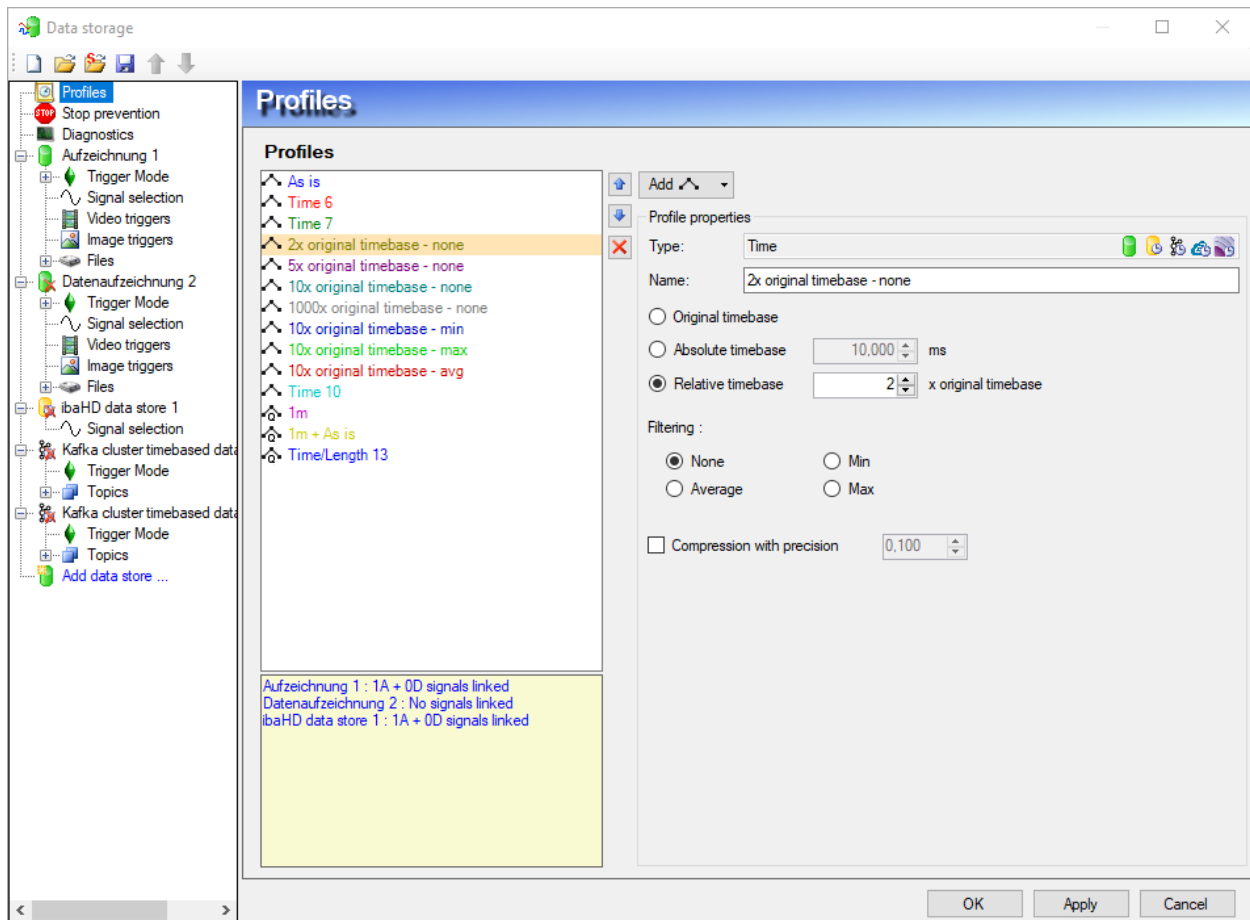 Data storage
Profiles
Stop prevention
Diagnostics
Aufzeichnung 1
Trigger Mode
Signal selection
Video triggers
Image triggers
Files
Datenaufzeichnung 2
Trigger Mode
Signal selection
Video triggers
Image triggers
Files
ibaHD data store 1
Signal selection
Kafka cluster timebased data
Trigger Mode
Topics
Kafka cluster timebased data
Trigger Mode
Topics
Add data store ...
Profiles
Profiles
As is
Time 6
Time 7
2x original timebase - none
5x original timebase - none
10x original timebase - none
1000x original timebase - none
10x original timebase - min
10x original timebase - max
10x original timebase - avg
Time 10
1m
1m + As is
Time/Length 13
Aufzeichnung 1 : 1A + 0D signals linked
Datenaufzeichnung 2 : No signals linked
ibaHD data store 1 : 1A + 0D signals linked
Add
Profile properties
Type: Time
Name: 2x original timebase - none
Original timebase
Absolute timebase 10,000 ms
Relative timebase 2 x original timebase
Filtering :
None Min
Average Max
Compression with precision 0,100
OK Apply Cancel